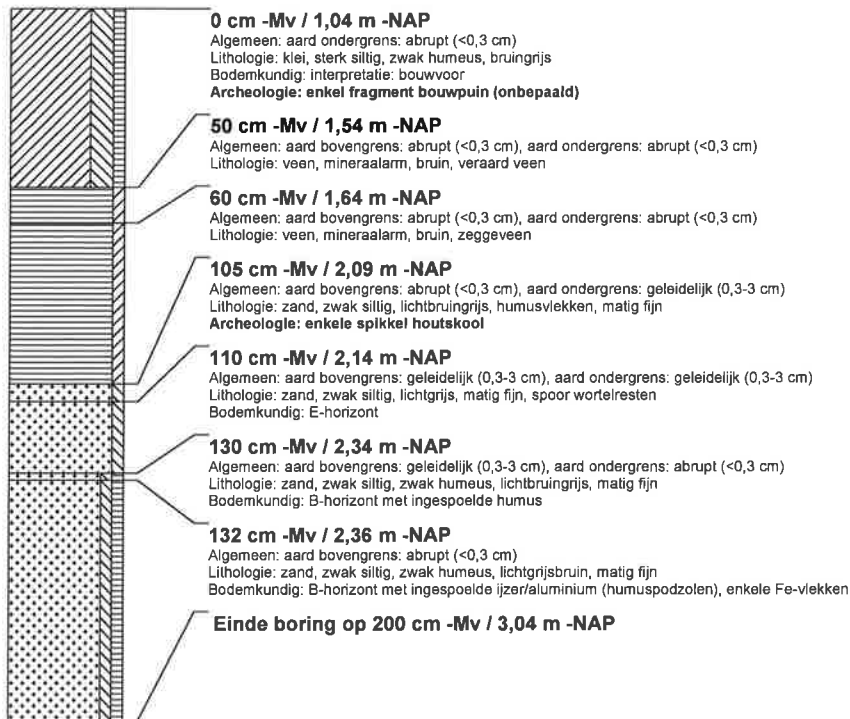 0 cm -Mv / 1,04 m -NAP
Algemeen: aard ondergrens: abrupt (<0,3 cm)
Lithologie: klei, sterk siltig, zwak humeus, bruingrijs
Bodemkundig: interpretatie: bouwvoor
Archeologie: enkel fragment bouwpuin (onbepaald)
50 cm -Mv / 1,54 m -NAP
Algemeen: aard bovengrens: abrupt (<0,3 cm), aard ondergrens: abrupt (<0,3 cm)
Lithologie: veen, mineraalarm, bruin, veraard veen
60 cm -Mv / 1,64 m -NAP
Algemeen: aard bovengrens: abrupt (<0,3 cm), aard ondergrens: abrupt (<0,3 cm)
Lithologie: veen, mineraalarm, bruin, zeggeveen
105 cm -Mv / 2,09 m -NAP
Algemeen: aard bovengrens: abrupt (<0,3 cm), aard ondergrens: geleidelijk (0,3-3 cm)
Lithologie: zand, zwak siltig, lichtbruingrijs, humusvlekken, matig fijn
Archeologie: enkele spikkel houtskool
110 cm -Mv / 2,14 m -NAP
Algemeen: aard bovengrens: geleidelijk (0,3-3 cm), aard ondergrens: geleidelijk (0,3-3 cm)
Lithologie: zand, zwak siltig, lichtgrijs, matig fijn, spoor wortelresten
Bodemkundig: E-horizont
130 cm -Mv / 2,34 m -NAP
Algemeen: aard bovengrens: geleidelijk (0,3-3 cm), aard ondergrens: abrupt (<0,3 cm)
Lithologie: zand, zwak siltig, zwak humeus, lichtbruingrijs, matig fijn
Bodemkundig: B-horizont met ingespoelde humus
132 cm -Mv / 2,36 m -NAP
Algemeen: aard bovengrens: abrupt (<0,3 cm)
Lithologie: zand, zwak siltig, zwak humeus, lichtgrijsbruin, matig fijn
Bodemkundig: B-horizont met ingespoelde ijzer/aluminium (humuspodzolen), enkele Fe-vlekken
Einde boring op 200 cm -Mv / 3,04 m -NAP